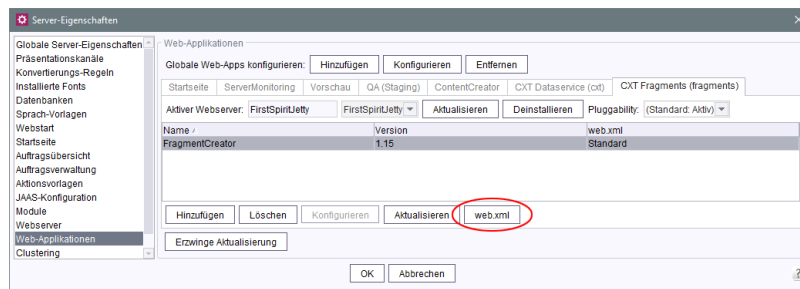 Server-Eigenschaften
Globale Server-Eigenschaften
Präsentationskanäle
Konvertierungs-Regeln
Installierte Fonts
Datenbanken
Sprach-Vorlagen
Webstart
Startseite
Auftragsübersicht
Auftragsverwaltung
Aktionsvorlagen
JAAS-Konfiguration
Module
Webserver
Web-Applikationen
Clustering
Web-Applikationen
Globale Web-Apps konfigurieren: Hinzufügen Konfigurieren Entfernen
Startseite ServerMonitoring Vorschau QA (Staging) ContentCreator CXT Dataservice (cxt) CXT Fragments (fragments)
Aktiver Webserver: FirstSpiritJetty FirstSpiritJetty Aktualisieren Deinstallieren Pluggability: (Standard: Aktiv)
Name Version web.xml
FragmentCreator 1.15 Standard
Hinzufügen Löschen Konfigurieren Aktualisieren web.xml
Erzwinge Aktualisierung
OK Abbrechen
?